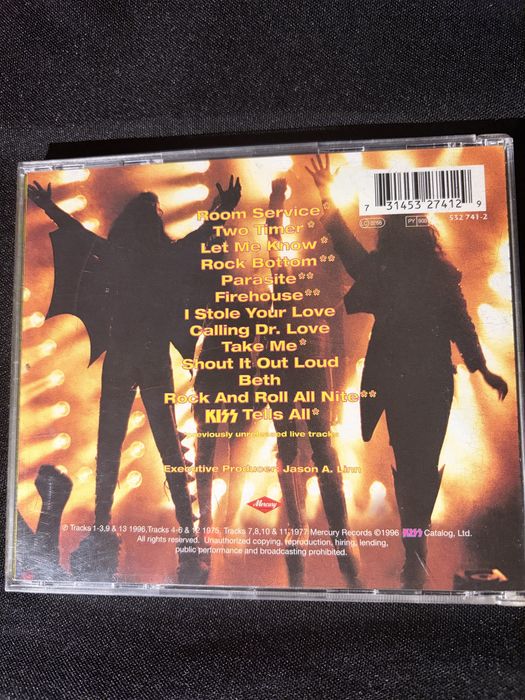 Room Service*
Two Timer*
Let Me Know*
Rock Bottom**
Parasite**
Firehouse**
I Stole Your Love
Calling Dr. Love
Take Me*
Shout It Out Loud
Beth
Rock And Roll All Nite**
KISS Tells All*
*previously unreleased live tracks
Executive Producer: Jason A. Linn
Mercury
℗ Tracks 1-3,9 & 13 1996,Tracks 4-6 & 12 1975, Tracks 7,8,10 & 11,1977 Mercury Records ©1996 KISS Catalog, Ltd.
All rights reserved. Unauthorized copying, reproduction, hiring, lending,
public performance and broadcasting prohibited.
7 31453 27412 9
532 741-2